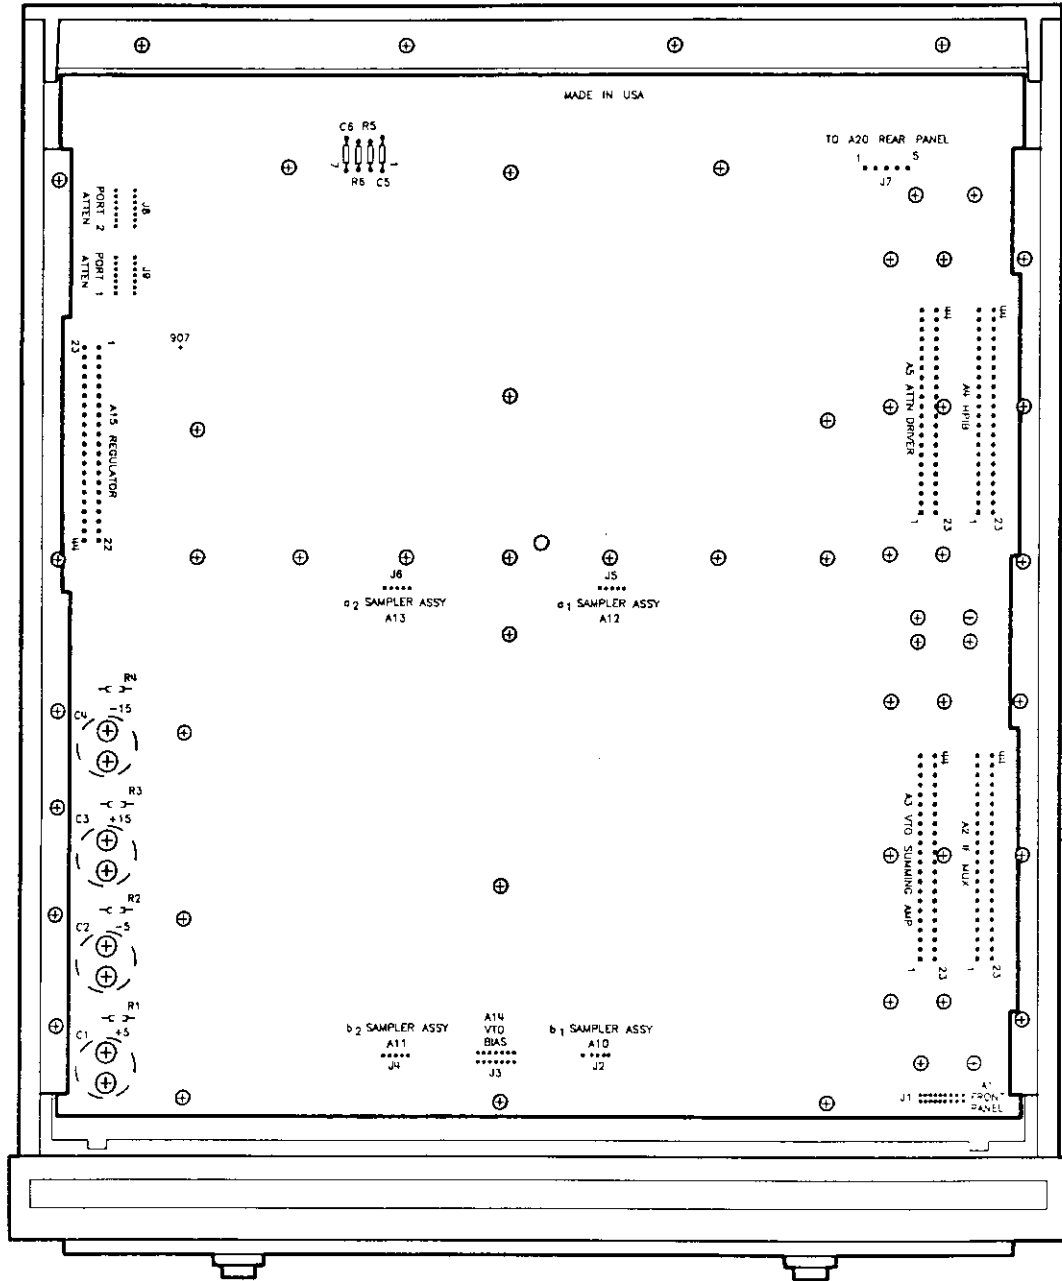 MADE IN USA
C6 R5
7 1
R6 C5
TO A20 REAR PANEL
1 5
J7
J8
PORT 2
ATTEN
J9
PORT 1
ATTEN
907
23 1
A15 REGULATOR
22
A5 ATTN DRIVER
1 23
A4 HPIB
1 23
J6
a2 SAMPLER ASSY
A13
J5
a1 SAMPLER ASSY
A12
R4
C4 -15
R3
C3 +15
R2
C2 -5
R1
C1 +5
A3 VTO SUMMING AMP
1 23
A2 IF MUX
1 23
b2 SAMPLER ASSY
A11
J4
A14
VTO
BIAS
J3
b1 SAMPLER ASSY
A10
J2
J1
A1
FRONT
PANEL